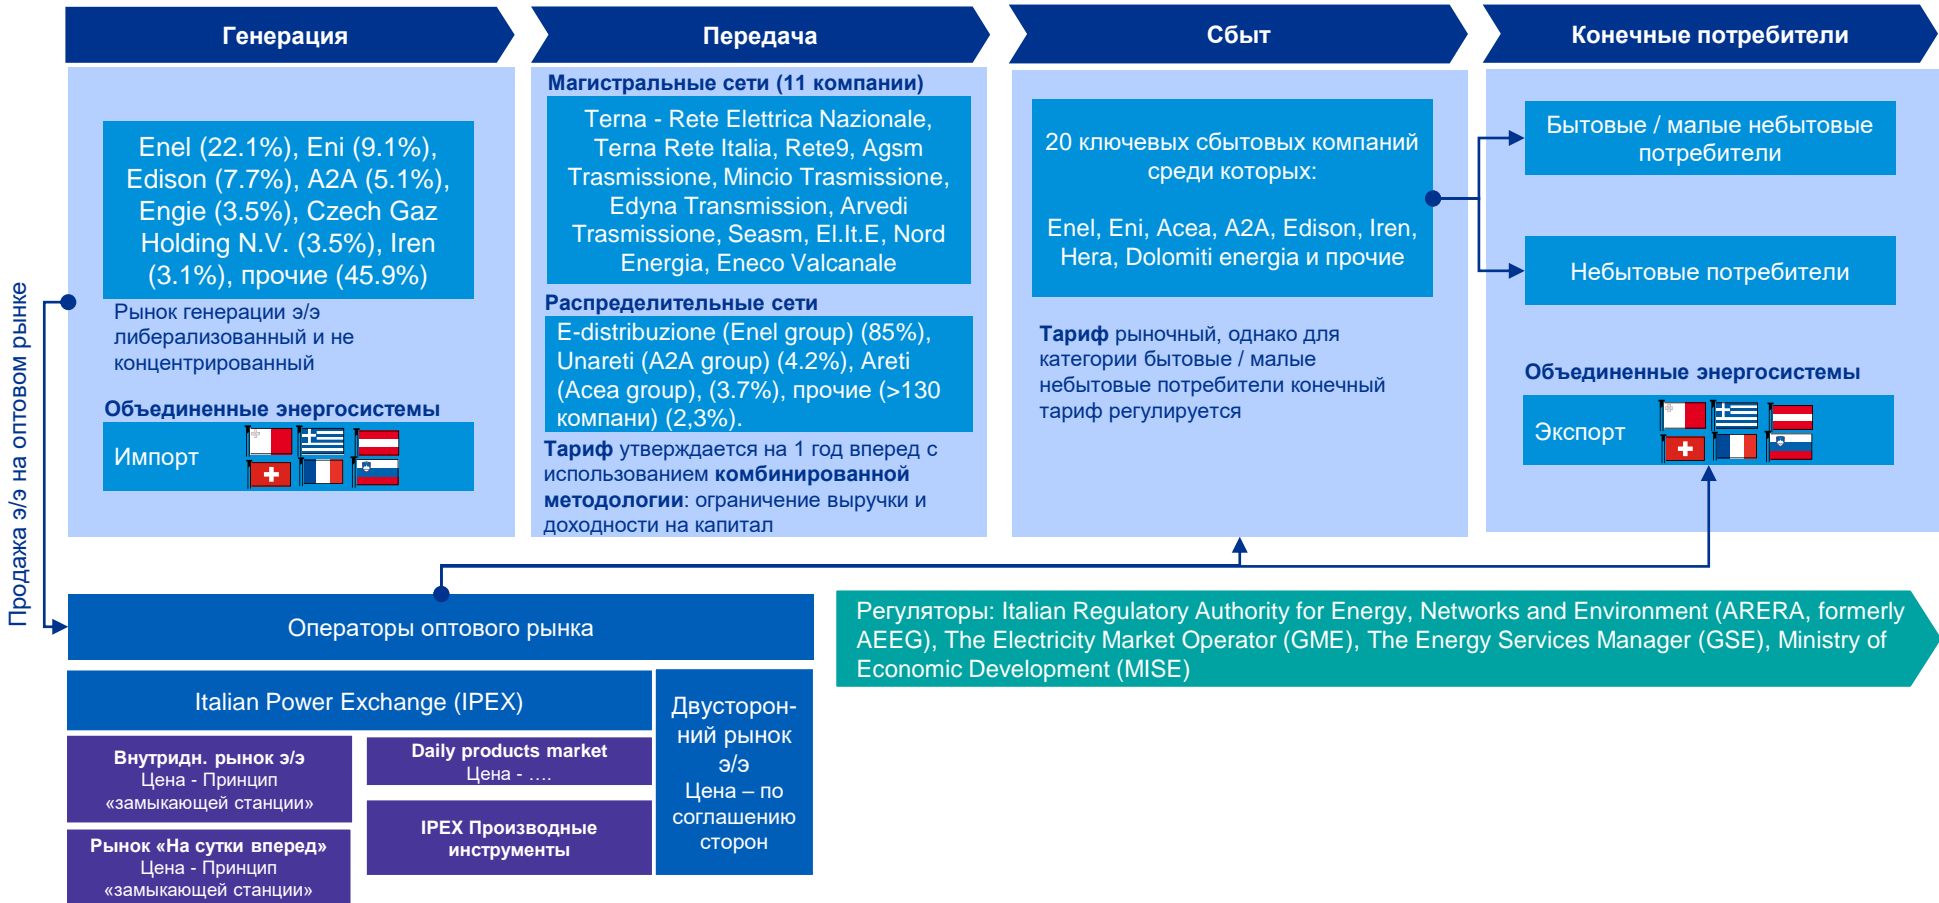 Генерация
Передача
Сбыт
Конечные потребители
Продажа э/э на оптовом рынке
Enel (22.1%), Eni (9.1%),
Edison (7.7%), A2A (5.1%),
Engie (3.5%), Czech Gaz
Holding N.V. (3.5%), Iren
(3.1%), прочие (45.9%)
Рынок генерации э/э
либерализованный и не
концентрированный
Объединенные энергосистемы
Импорт
Магистральные сети (11 компании)
Terna - Rete Elettrica Nazionale,
Terna Rete Italia, Rete9, Agsm
Trasmissione, Mincio Trasmissione,
Edyna Transmission, Arvedi
Trasmissione, Seasm, El.It.E, Nord
Energia, Eneco Valcanale
Распределительные сети
E-distribuzione (Enel group) (85%),
Unareti (A2A group) (4.2%), Areti
(Acea group), (3.7%), прочие (>130
компани) (2,3%).
Тариф утверждается на 1 год вперед с
использованием комбинированной
методологии: ограничение выручки и
доходности на капитал
20 ключевых сбытовых компаний
среди которых:
Enel, Eni, Acea, A2A, Edison, Iren,
Hera, Dolomiti energia и прочие
Тариф рыночный, однако для
категории бытовые / малые
небытовые потребители конечный
тариф регулируется
Бытовые / малые небытовые
потребители
Небытовые потребители
Объединенные энергосистемы
Экспорт
Операторы оптового рынка
Italian Power Exchange (IPEX)
Внутридн. рынок э/э
Цена - Принцип
«замыкающей станции»
Рынок «На сутки вперед»
Цена - Принцип
«замыкающей станции»
Daily products market
Цена - ….
IPEX Производные
инструменты
Двусторон-
ний рынок
э/э
Цена – по
соглашению
сторон
Регуляторы: Italian Regulatory Authority for Energy, Networks and Environment (ARERA, formerly
AEEG), The Electricity Market Operator (GME), The Energy Services Manager (GSE), Ministry of
Economic Development (MISE)